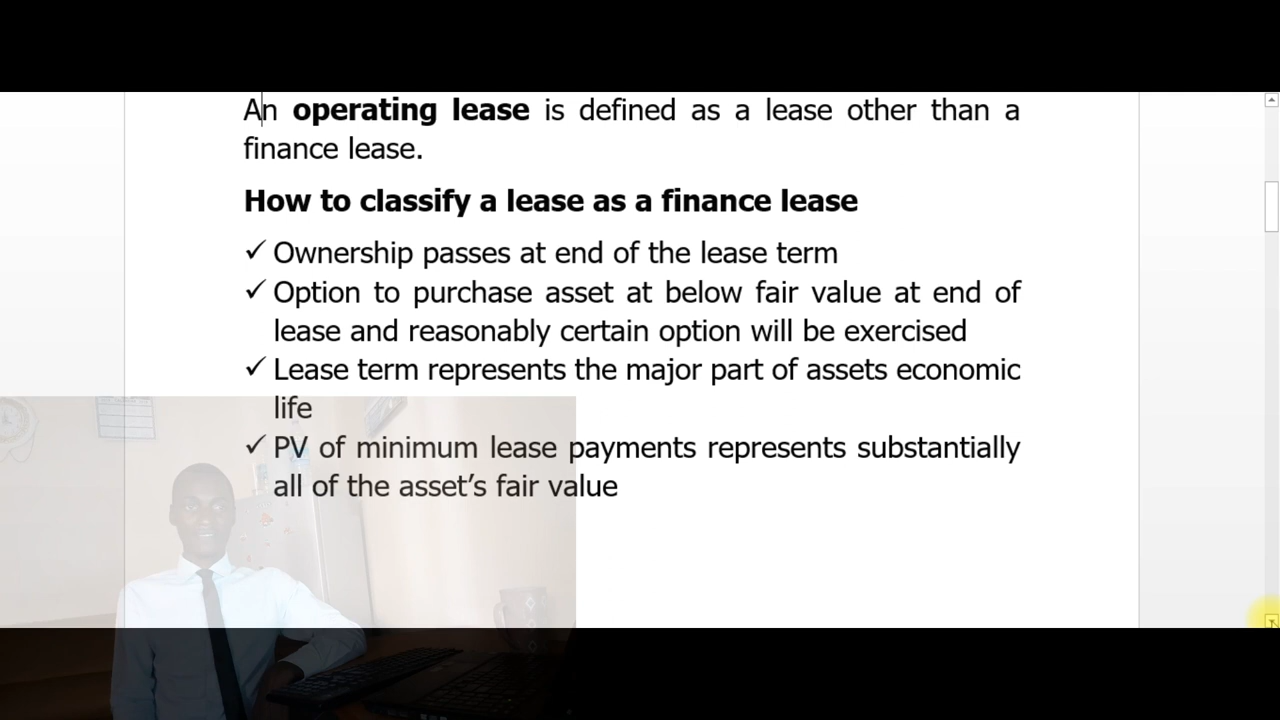 An operating lease is defined as a lease other than a
finance lease.
How to classify a lease as a finance lease
✓ Ownership passes at end of the lease term
✓ Option to purchase asset at below fair value at end of
lease and reasonably certain option will be exercised
✓ Lease term represents the major part of assets economic
life
✓ PV of minimum lease payments represents substantially
all of the asset’s fair value